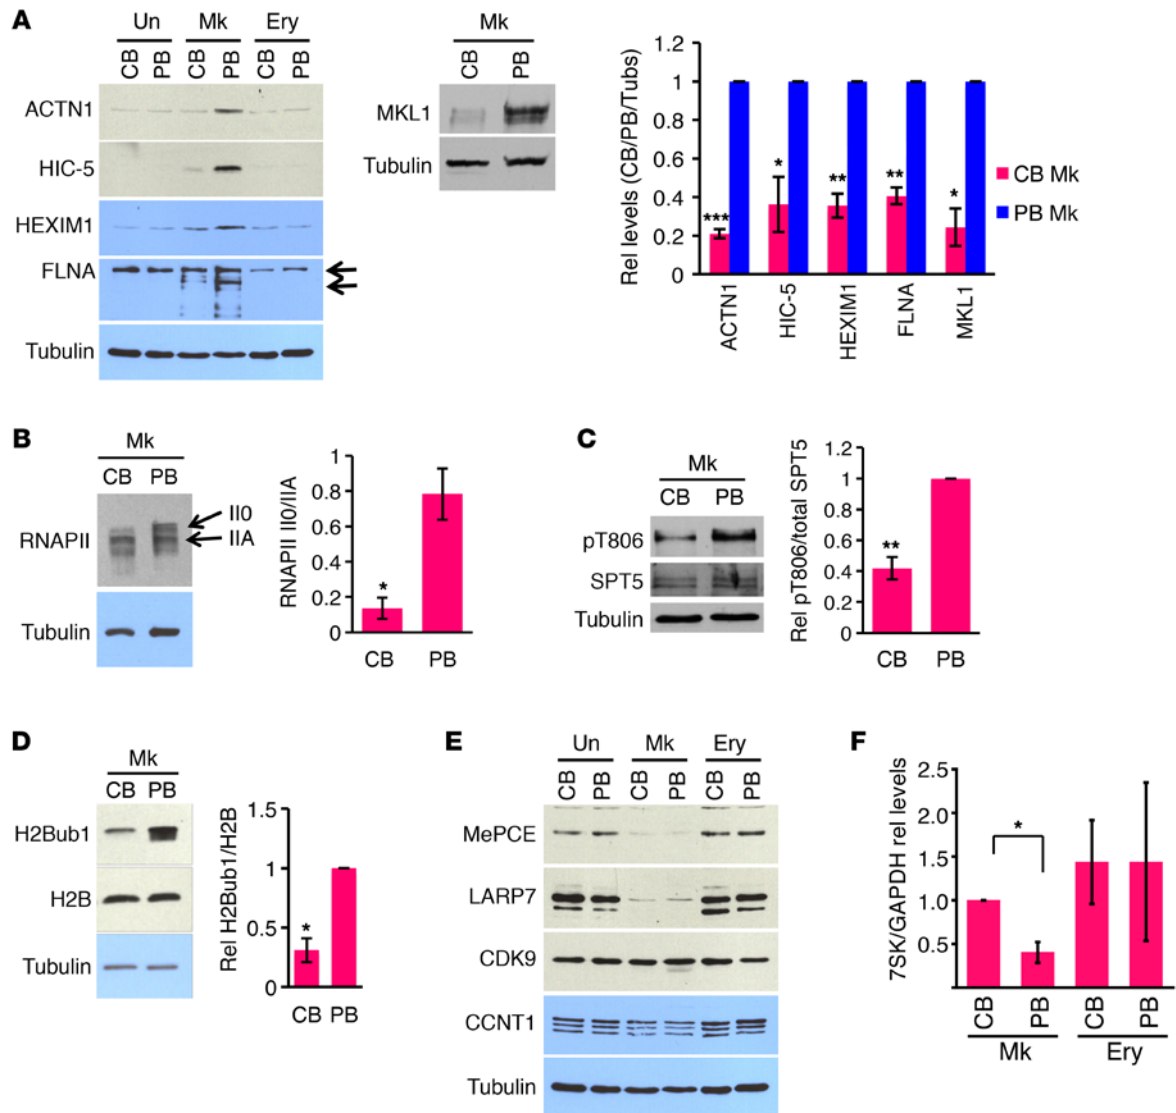 A
Un Mk Ery
CB PB CB PB CB PB
ACTN1
HIC-5
HEXIM1
FLNA
Tubulin
Mk
CB PB
MKL1
Tubulin
Rel levels (CB/PB/Tubs)
1.2
1
0.8
0.6
0.4
0.2
0
*** * ** ** *
ACTN1 HIC-5 HEXIM1 FLNA MKL1
CB Mk
PB Mk
B
Mk
CB PB
RNAPII
II0
IIA
Tubulin
RNAPII II0/IIA
1
0.8
0.6
0.4
0.2
0
*
CB PB
C
Mk
CB PB
pT806
SPT5
Tubulin
Rel pT806/total SPT5
1.2
1
0.8
0.6
0.4
0.2
0
**
CB PB
D
Mk
CB PB
H2Bub1
H2B
Tubulin
Rel H2Bub1/H2B
1.5
1
0.5
0
*
CB PB
E
Un Mk Ery
CB PB CB PB CB PB
MePCE
LARP7
CDK9
CCNT1
Tubulin
F
7SK/GAPDH rel levels
2.5
2.0
1.5
1.0
0.5
*
CB PB CB PB
Mk Ery